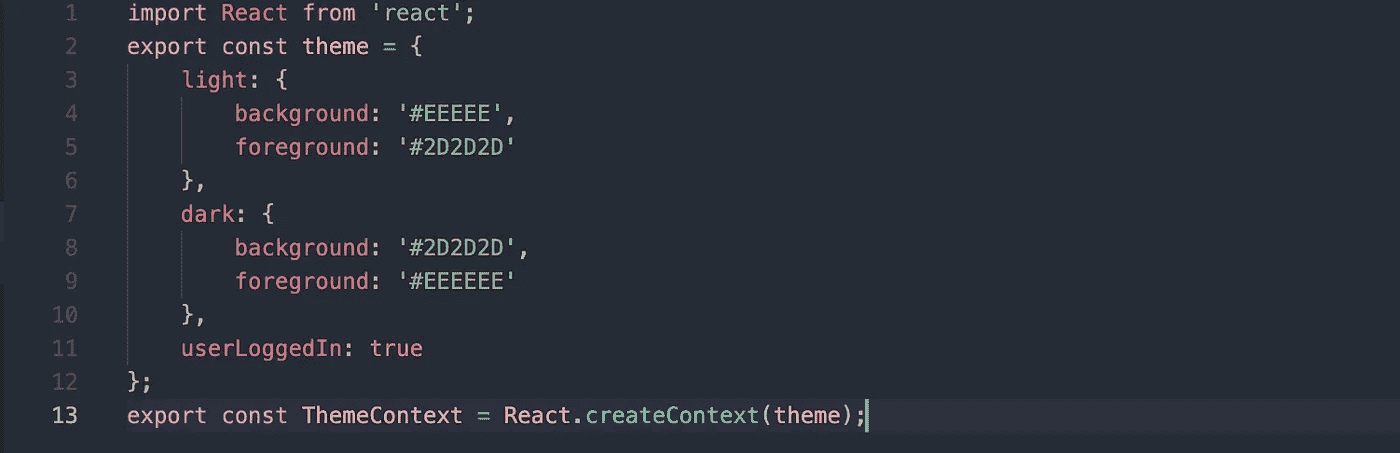 1 import React from 'react';
2 export const theme = {
3 light: {
4 background: '#EEEEE',
5 foreground: '#2D2D2D'
6 },
7 dark: {
8 background: '#2D2D2D',
9 foreground: '#EEEEEE'
10 },
11 userLoggedIn: true
12 };
13 export const ThemeContext = React.createContext(theme);